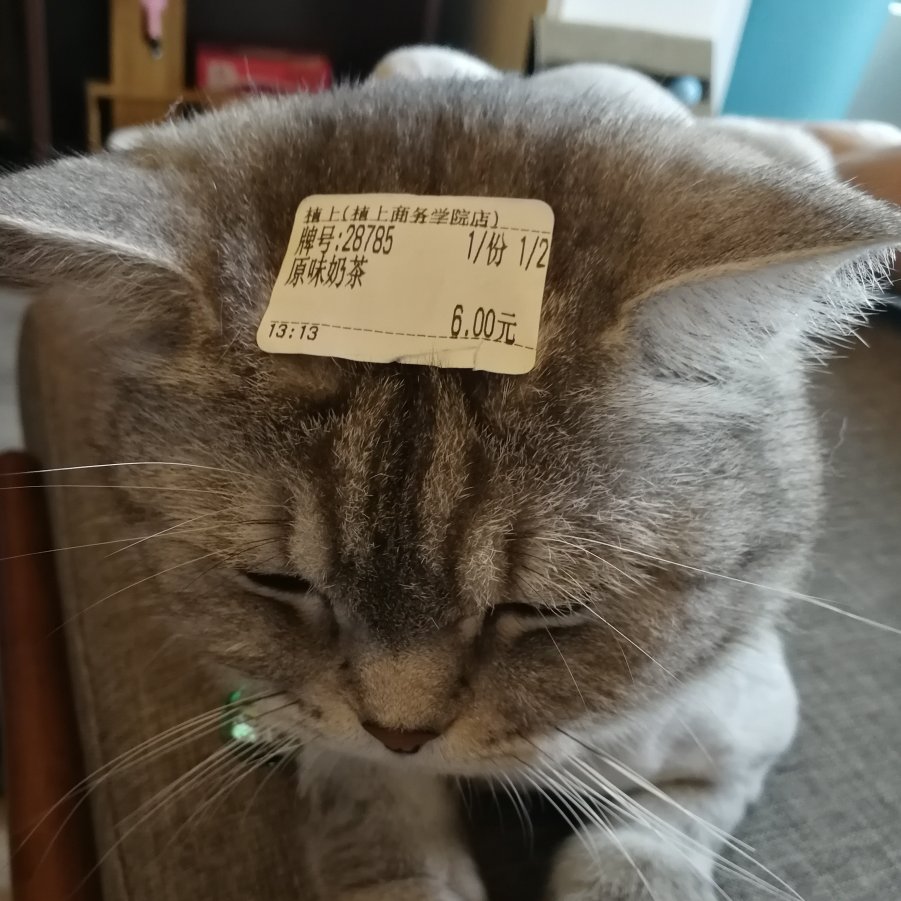 植上(植上商务学院店)
牌号:28785 1/份 1/2
原味奶茶
13:13 6.00元